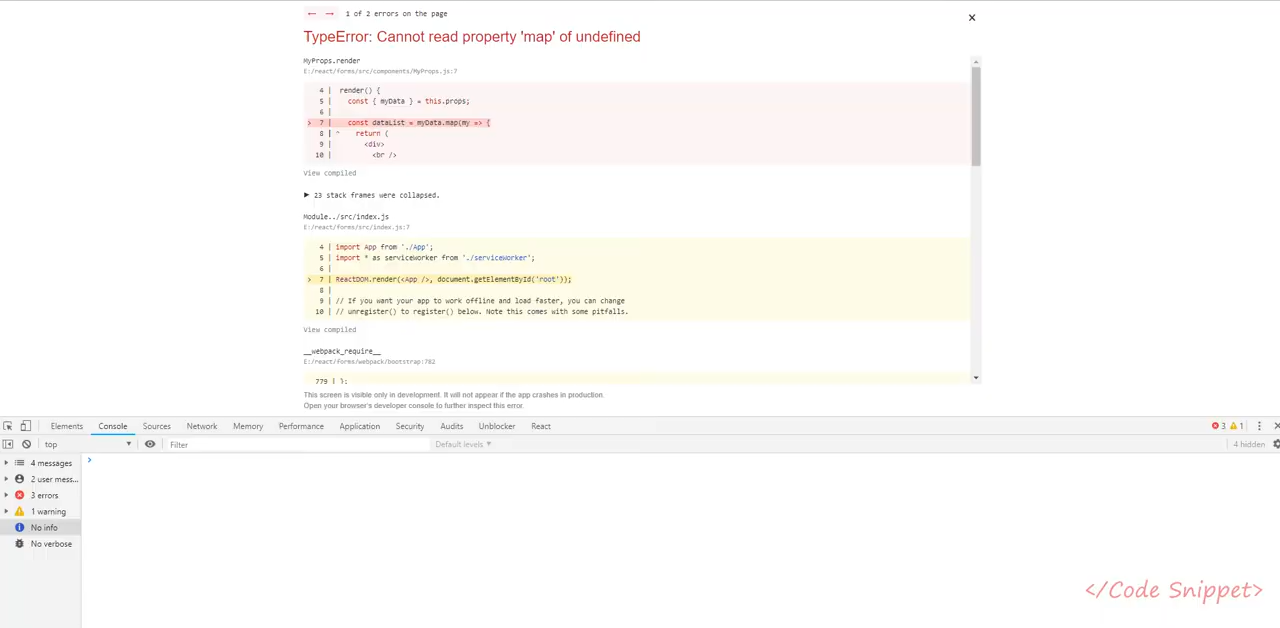 ← → 1 of 2 errors on the page
×
TypeError: Cannot read property 'map' of undefined
MyProps.render
E:/react/forms/src/components/MyProps.js:7
4 | render() {
5 | const { myData } = this.props;
6 |
> 7 | const dataList = myData.map(my => {
8 | ^ return (
9 | <div>
10 | <br />
View compiled
▶ 23 stack frames were collapsed.
Module../src/index.js
E:/react/forms/src/index.js:7
4 | import App from './App';
5 | import * as serviceWorker from './serviceWorker';
6 |
> 7 | ReactDOM.render(<App />, document.getElementById('root'));
8 |
9 | // If you want your app to work offline and load faster, you can change
10 | // unregister() to register() below. Note this comes with some pitfalls.
View compiled
__webpack_require__
E:/react/forms/webpack/bootstrap:782
779 | };
This screen is visible only in development. It will not appear if the app crashes in production.
Open your browser's developer console to further inspect this error.
Elements Console Sources Network Memory Performance Application Security Audits Unblocker React 3 1
top Filter Default levels ▼ 4 hidden
4 messages
>
2 user mess...
3 errors
1 warning
No info
No verbose
</Code Snippet>